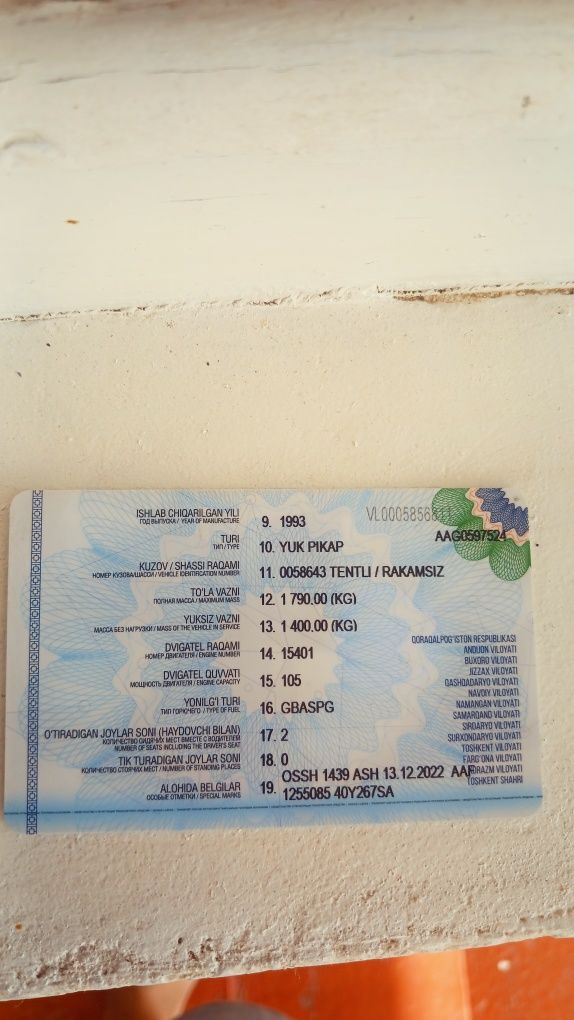 VL0005856811
AAG0597524
ISHLAB CHIQARILGAN YILI
ГОД ВЫПУСКА / YEAR OF MANUFACTURE
9. 1993
TURI
ТИП / TYPE
10. YUK PIKAP
KUZOV / SHASSI RAQAMI
НОМЕР КУЗОВА/ШАССИ / VEHICLE IDENTIFICATION NUMBER
11. 0058643 TENTLI / RAKAMSIZ
TO'LA VAZNI
ПОЛНАЯ МАССА / MAXIMUM MASS
12. 1 790.00 (KG)
YUKSIZ VAZNI
МАССА БЕЗ НАГРУЗКИ / MASS OF THE VEHICLE IN SERVICE
13. 1 400.00 (KG)
DVIGATEL RAQAMI
НОМЕР ДВИГАТЕЛЯ / ENGINE NUMBER
14. 15401
DVIGATEL QUVVATI
МОЩНОСТЬ ДВИГАТЕЛЯ / ENGINE CAPACITY
15. 105
YONILG'I TURI
ТИП ГОРЮЧЕГО / TYPE OF FUEL
16. GBASPG
O'TIRADIGAN JOYLAR SONI (HAYDOVCHI BILAN)
КОЛИЧЕСТВО СИДЯЧИХ МЕСТ ВМЕСТЕ С ВОДИТЕЛЕМ
NUMBER OF SEATS INCLUDING THE DRIVER'S SEAT
17. 2
TIK TURADIGAN JOYLAR SONI
КОЛИЧЕСТВО СТОЯЧИХ МЕСТ / NUMBER OF STANDING PLACES
18. 0
ALOHIDA BELGILAR
ОСОБЫЕ ОТМЕТКИ / SPECIAL MARKS
19. OSSH 1439 ASH 13.12.2022 AAF
1255085 40Y267SA
QORAQALPOG'ISTON RESPUBLIKASI
ANDIJON VILOYATI
BUXORO VILOYATI
JIZZAX VILOYATI
QASHQADARYO VILOYATI
NAVOIY VILOYATI
NAMANGAN VILOYATI
SAMARQAND VILOYATI
SIRDARYO VILOYATI
SURXONDARYO VILOYATI
TOSHKENT VILOYATI
FARG'ONA VILOYATI
XORAZM VILOYATI
TOSHKENT SHAHRI